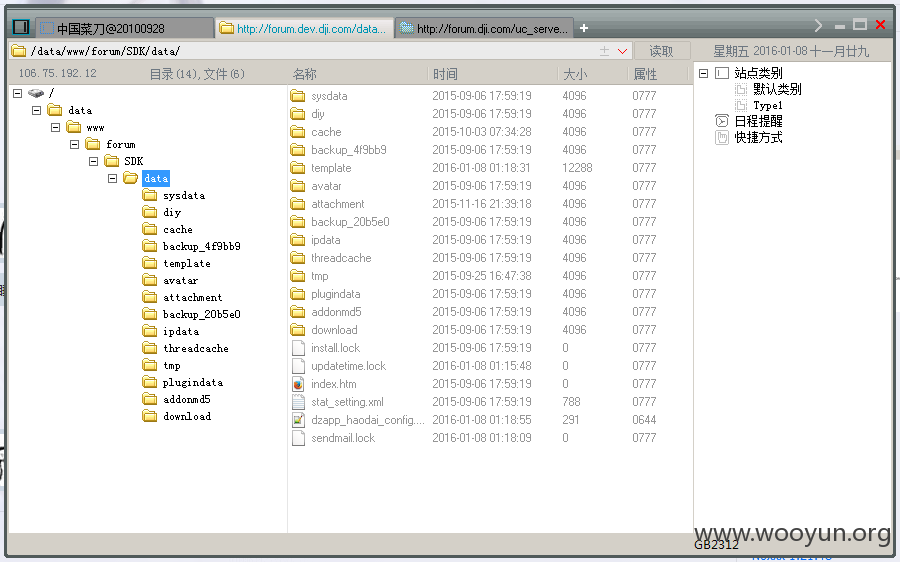 中国菜刀@20100928
http://forum.dev.dji.com/data...
http://forum.dji.com/uc_serve...
/data/www/forum/SDK/data/
读取
星期五 2016-01-08 十一月廿九
106.75.192.12
目录(14),文件(6)
名称 时间 大小 属性
/
data
www
forum
SDK
data
sysdata
diy
cache
backup_4f9bb9
template
avatar
attachment
backup_20b5e0
ipdata
threadcache
tmp
plugindata
addonmd5
download
sysdata 2015-09-06 17:59:19 4096 0777
diy 2015-09-06 17:59:19 4096 0777
cache 2015-10-03 07:34:28 4096 0777
backup_4f9bb9 2015-09-06 17:59:19 4096 0777
template 2016-01-08 01:18:31 12288 0777
avatar 2015-09-06 17:59:19 4096 0777
attachment 2015-11-16 21:39:18 4096 0777
backup_20b5e0 2015-09-06 17:59:19 4096 0777
ipdata 2015-09-06 17:59:19 4096 0777
threadcache 2015-09-06 17:59:19 4096 0777
tmp 2015-09-25 16:47:38 4096 0777
plugindata 2015-09-06 17:59:19 4096 0777
addonmd5 2015-09-06 17:59:19 4096 0777
download 2015-09-06 17:59:19 4096 0777
install.lock 2015-09-06 17:59:19 0 0777
updatetime.lock 2016-01-08 01:15:48 0 0777
index.htm 2015-09-06 17:59:19 0 0777
stat_setting.xml 2015-09-06 17:59:19 788 0777
dzapp_haodai_config.... 2016-01-08 01:18:55 291 0644
sendmail.lock 2016-01-08 01:18:09 0 0777
站点类别
默认类别
Type1
日程提醒
快捷方式
www.wooyun.org
GB2312